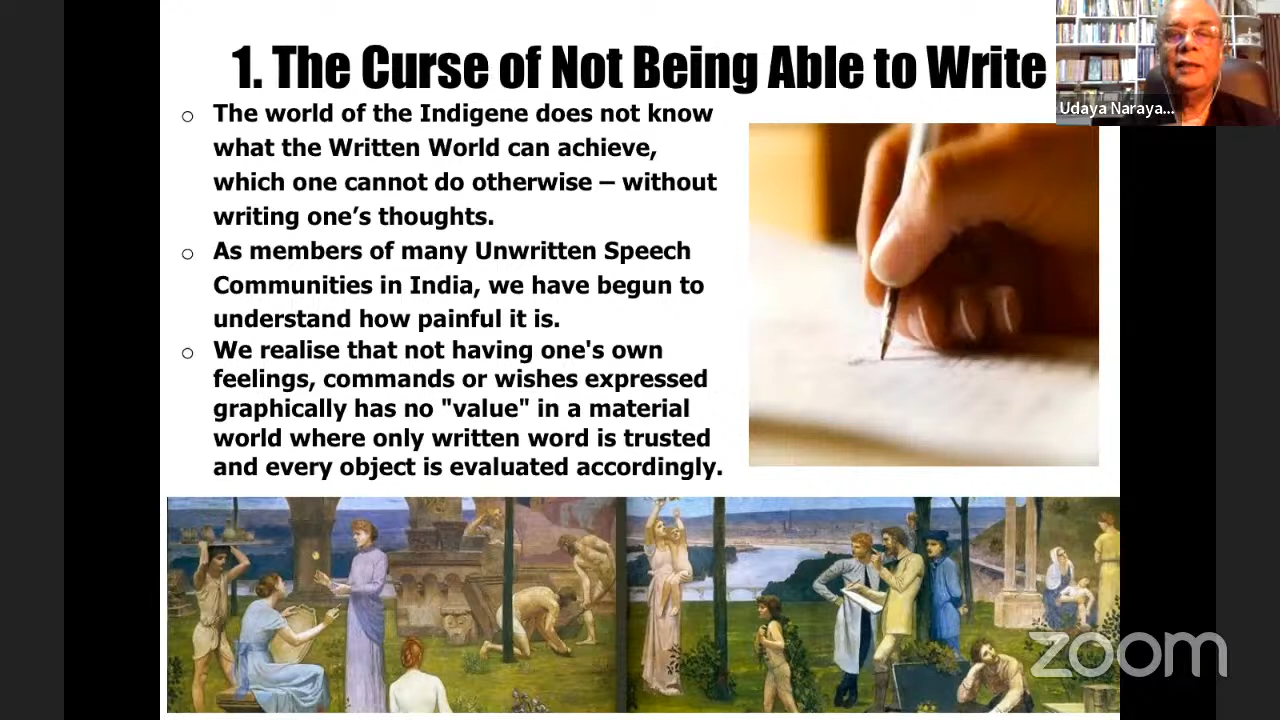 1. The Curse of Not Being Able to Write
Udaya Naraya...
The world of the Indigene does not know
what the Written World can achieve,
which one cannot do otherwise – without
writing one’s thoughts.
As members of many Unwritten Speech
Communities in India, we have begun to
understand how painful it is.
We realise that not having one's own
feelings, commands or wishes expressed
graphically has no "value" in a material
world where only written word is trusted
and every object is evaluated accordingly.
zoom